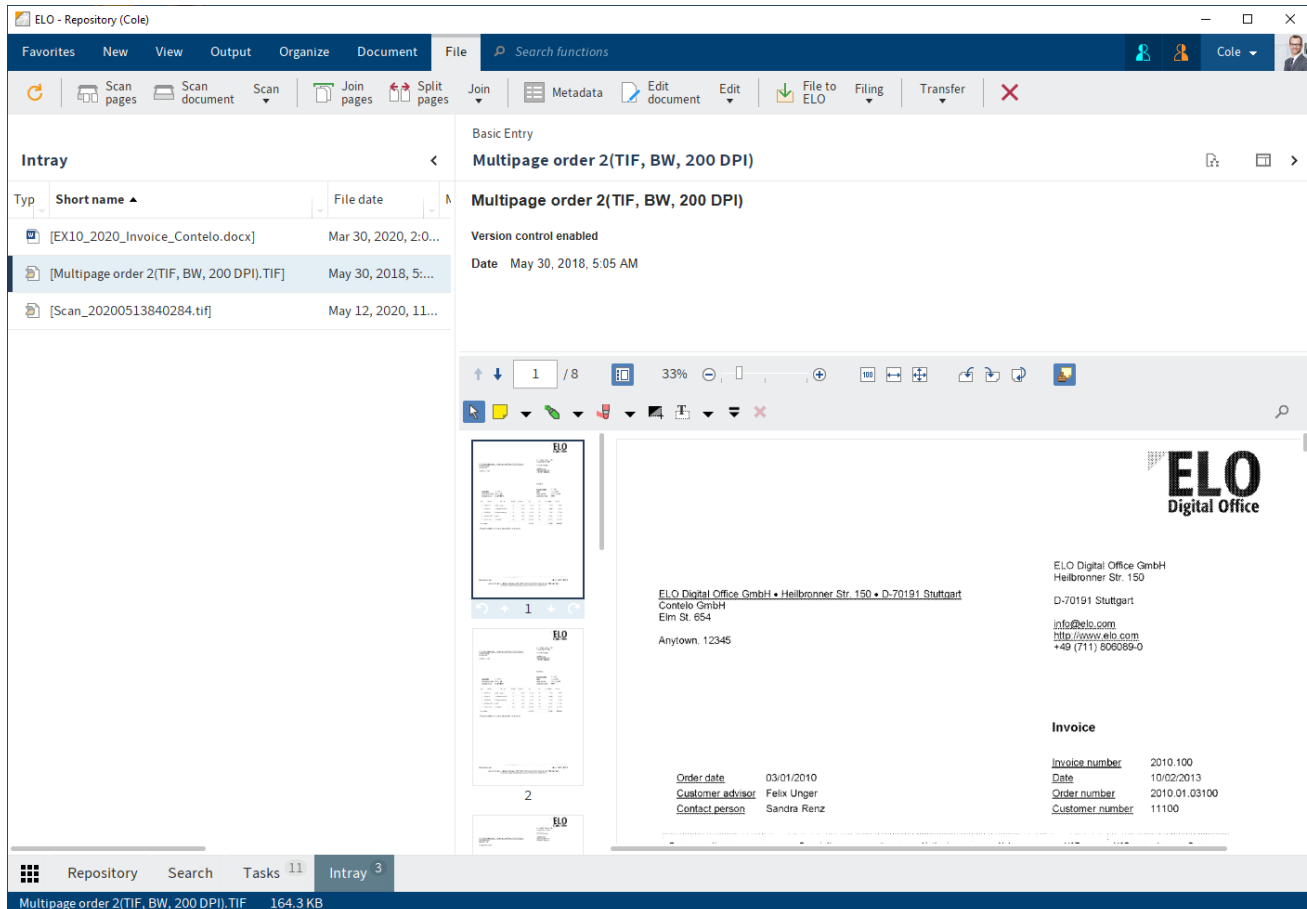 ELO - Repository (Cole)
Favorites New View Output Organize Document File Search functions Cole
Scan pages Scan document Scan Join pages Split pages Join Metadata Edit document Edit File to ELO Filing Transfer
Intray
Typ Short name File date
[EX10_2020_Invoice_Contelo.docx] Mar 30, 2020, 2:0...
[Multipage order 2(TIF, BW, 200 DPI).TIF] May 30, 2018, 5:...
[Scan_20200513840284.tif] May 12, 2020, 11...
Basic Entry
Multipage order 2(TIF, BW, 200 DPI)
Multipage order 2(TIF, BW, 200 DPI)
Version control enabled
Date May 30, 2018, 5:05 AM
1 / 8 33% 100
ELO
1
ELO
2
ELO
ELO
Digital Office
ELO Digital Office GmbH
Heilbronner Str. 150
D-70191 Stuttgart
info@elo.com
http://www.elo.com
+49 (711) 806089-0
ELO Digital Office GmbH • Heilbronner Str. 150 • D-70191 Stuttgart
Contelo GmbH
Elm St. 654
Anytown, 12345
Invoice
Invoice number 2010.100
Date 10/02/2013
Order number 2010.01.03100
Customer number 11100
Order date 03/01/2010
Customer advisor Felix Unger
Contact person Sandra Renz
Repository Search Tasks 11 Intray 3
Multipage order 2(TIF, BW, 200 DPI).TIF 164.3 KB